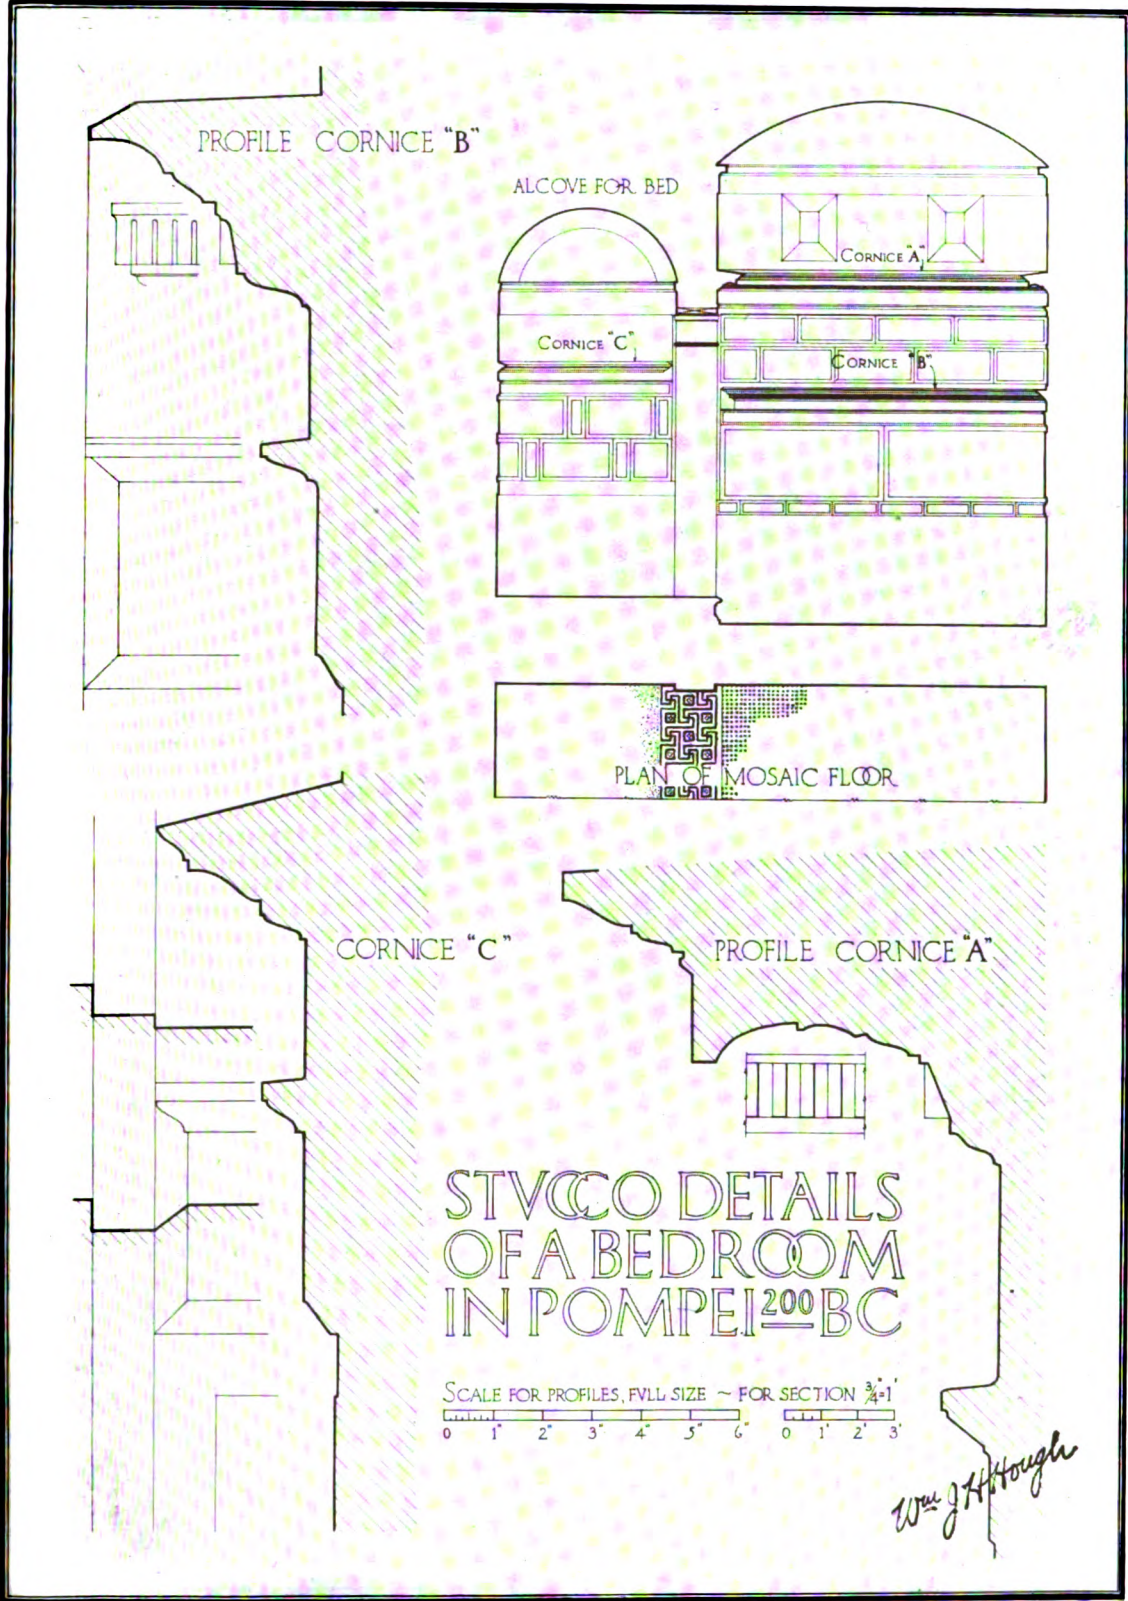 PROFILE CORNICE "B"
ALCOVE FOR BED
CORNICE "A"
CORNICE "C"
CORNICE "B"
PLAN OF MOSAIC FLOOR
CORNICE "C"
PROFILE CORNICE "A"
STVCCO DETAILS
OF A BEDROOM
IN POMPEI 200 BC
SCALE FOR PROFILES, FVLL SIZE ~ FOR SECTION ¾"=1'
0 1" 2" 3" 4" 5" 6" 0 1' 2' 3'
Wm J H Hough